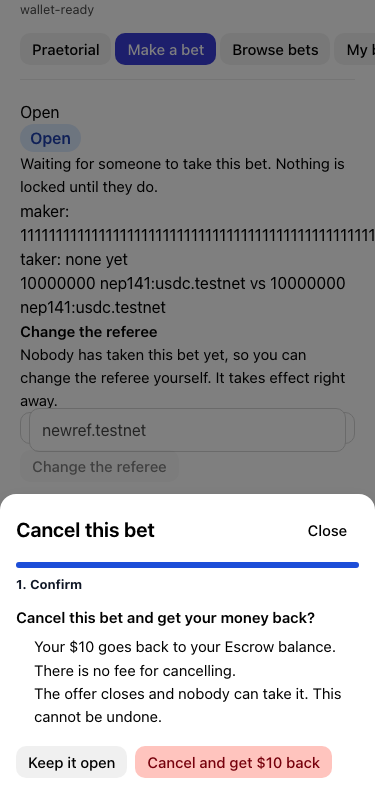 wallet-ready
Praetorial Make a bet Browse bets My b
Open
Open
Waiting for someone to take this bet. Nothing is
locked until they do.
maker:
taker: none yet
10000000 nep141:usdc.testnet vs 10000000
nep141:usdc.testnet
Change the referee
Nobody has taken this bet yet, so you can
change the referee yourself. It takes effect right
away.
newref.testnet
Change the referee
Cancel this bet
Close
1. Confirm
Cancel this bet and get your money back?
Your $10 goes back to your Escrow balance.
There is no fee for cancelling.
The offer closes and nobody can take it. This
cannot be undone.
Keep it open Cancel and get $10 back